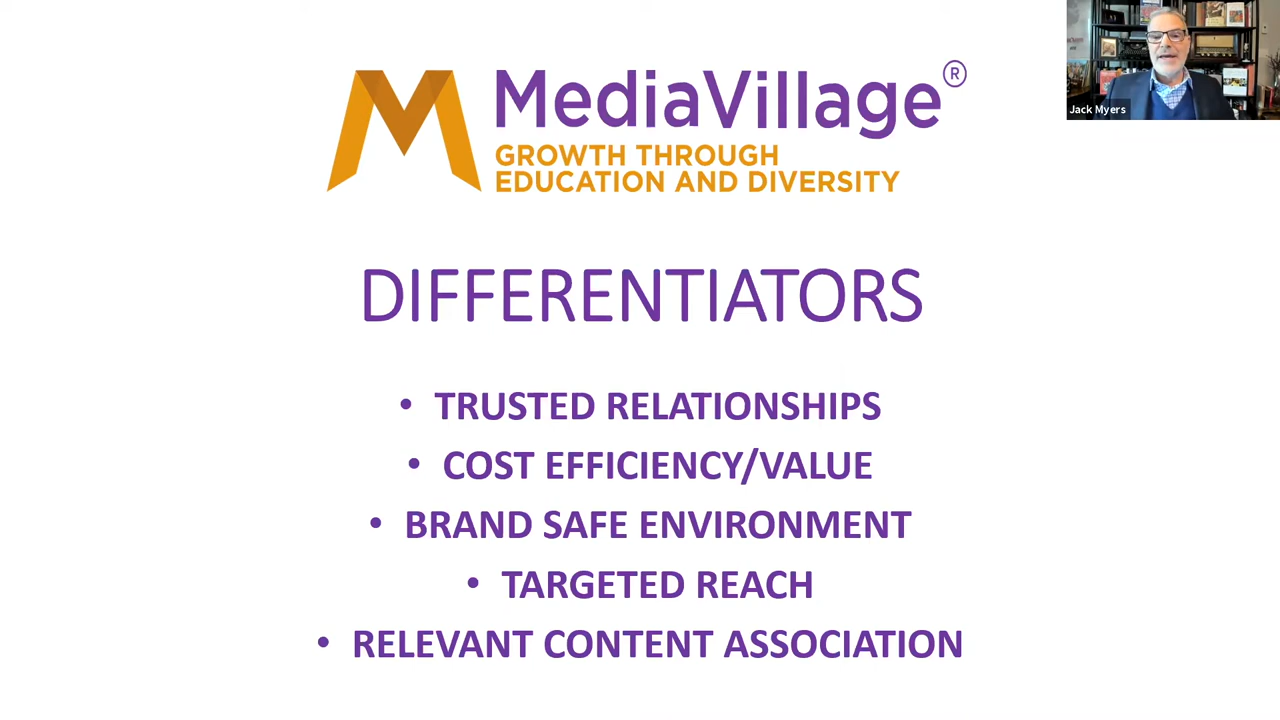 MediaVillage®
GROWTH THROUGH
EDUCATION AND DIVERSITY
Jack Myers
DIFFERENTIATORS
• TRUSTED RELATIONSHIPS
• COST EFFICIENCY/VALUE
• BRAND SAFE ENVIRONMENT
• TARGETED REACH
• RELEVANT CONTENT ASSOCIATION